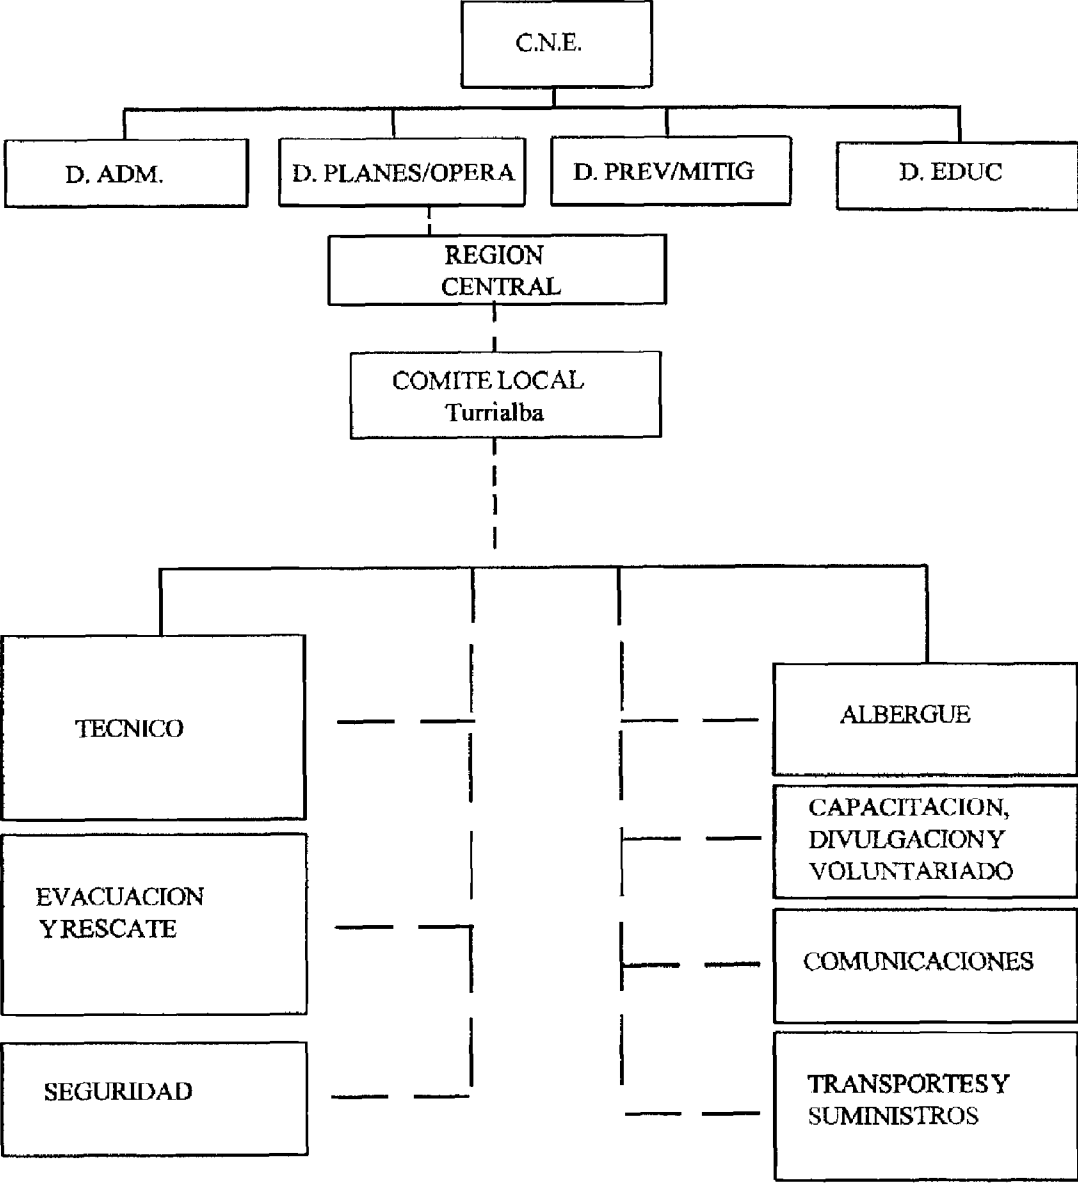 C.N.E.
D. ADM.
D. PLANES/OPERA
D. PREV/MITIG
D. EDUC
REGION
CENTRAL
COMITE LOCAL
Turrialba
TECNICO
EVACUACION
Y RESCATE
SEGURIDAD
ALBERGUE
CAPACITACION,
DIVULGACION Y
VOLUNTARIADO
COMUNICACIONES
TRANSPORTES Y
SUMINISTROS